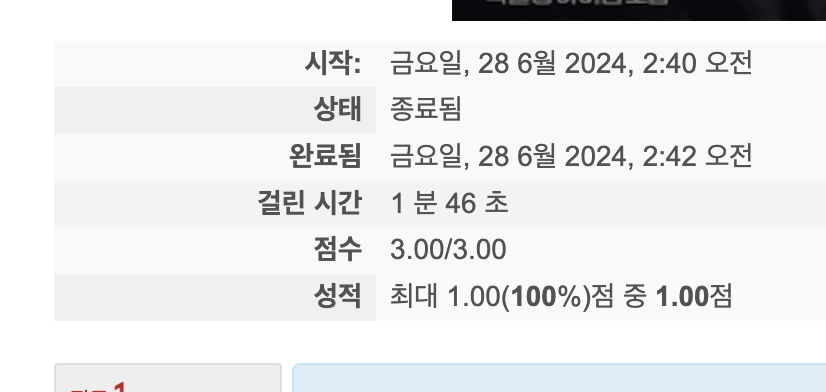 시작: 금요일, 28 6월 2024, 2:40 오전
상태 종료됨
완료됨 금요일, 28 6월 2024, 2:42 오전
걸린 시간 1 분 46 초
점수 3.00/3.00
성적 최대 1.00(100%)점 중 1.00점
1